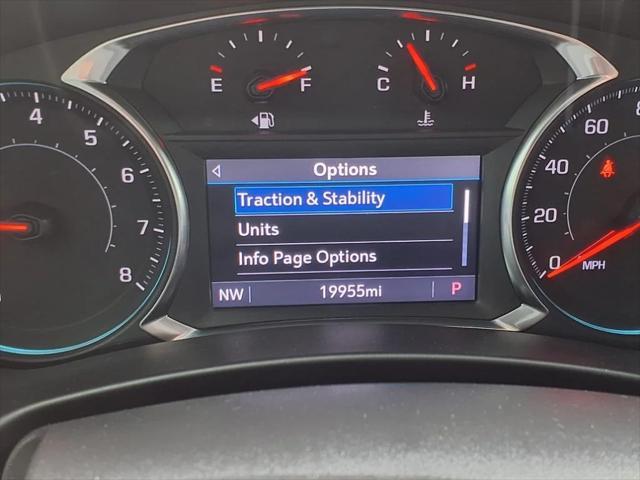 E F
C H
4
5
6
7
8
Options
Traction & Stability
Units
Info Page Options
NW 19955mi P
60
40
20
0
MPH